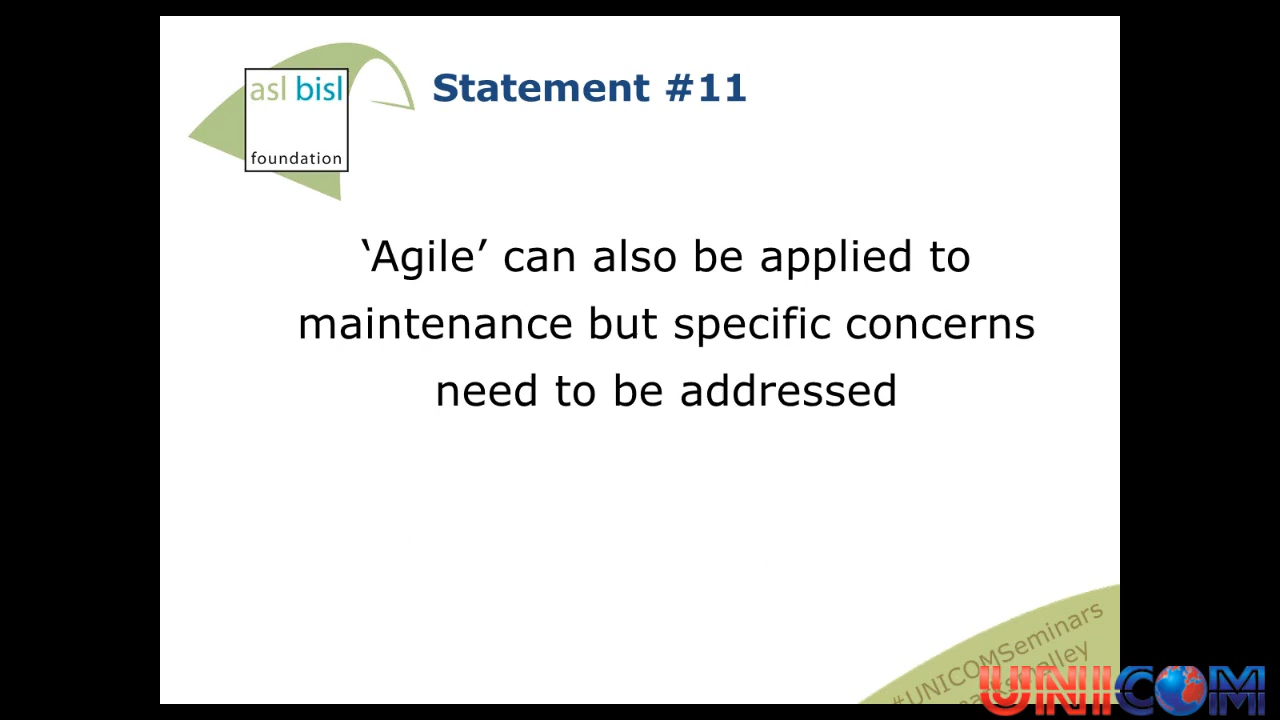 asl bisl
foundation
Statement #11
‘Agile’ can also be applied to
maintenance but specific concerns
need to be addressed
#UNICOMSeminars
UNICOM